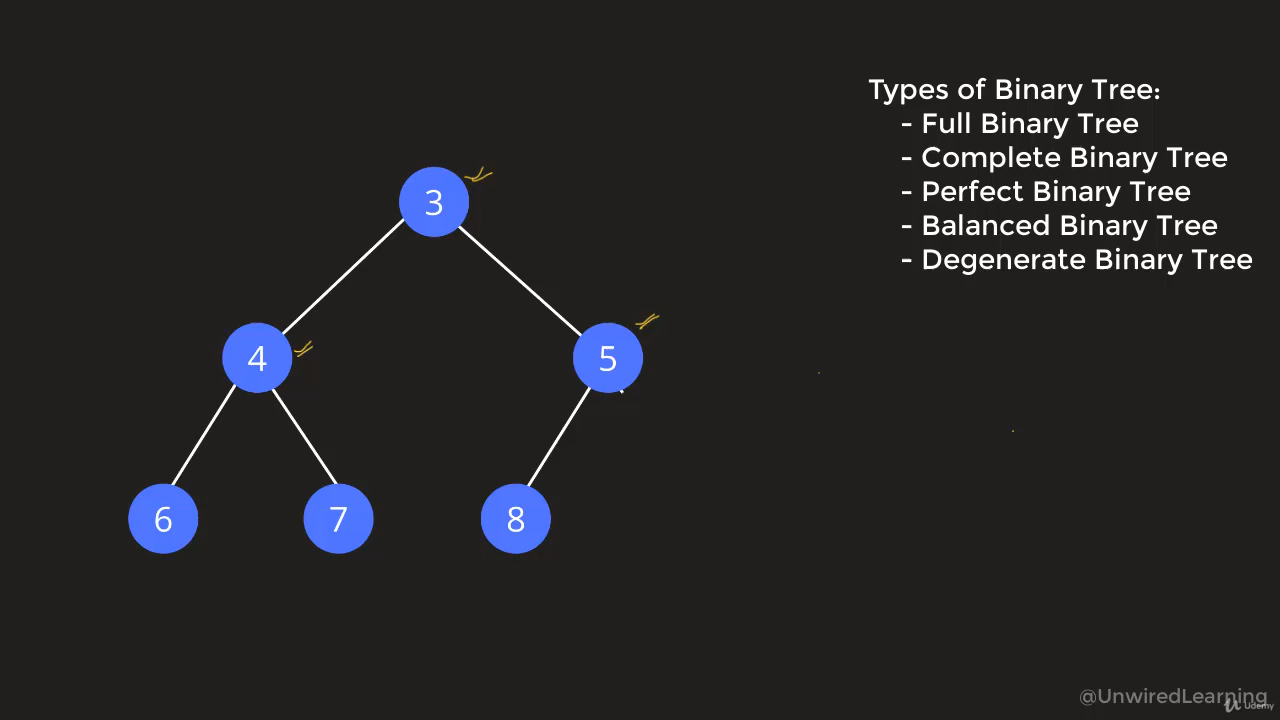 Types of Binary Tree:
- Full Binary Tree
- Complete Binary Tree
- Perfect Binary Tree
- Balanced Binary Tree
- Degenerate Binary Tree
3
4
5
6
7
8
@UnwiredLearning
Udemy